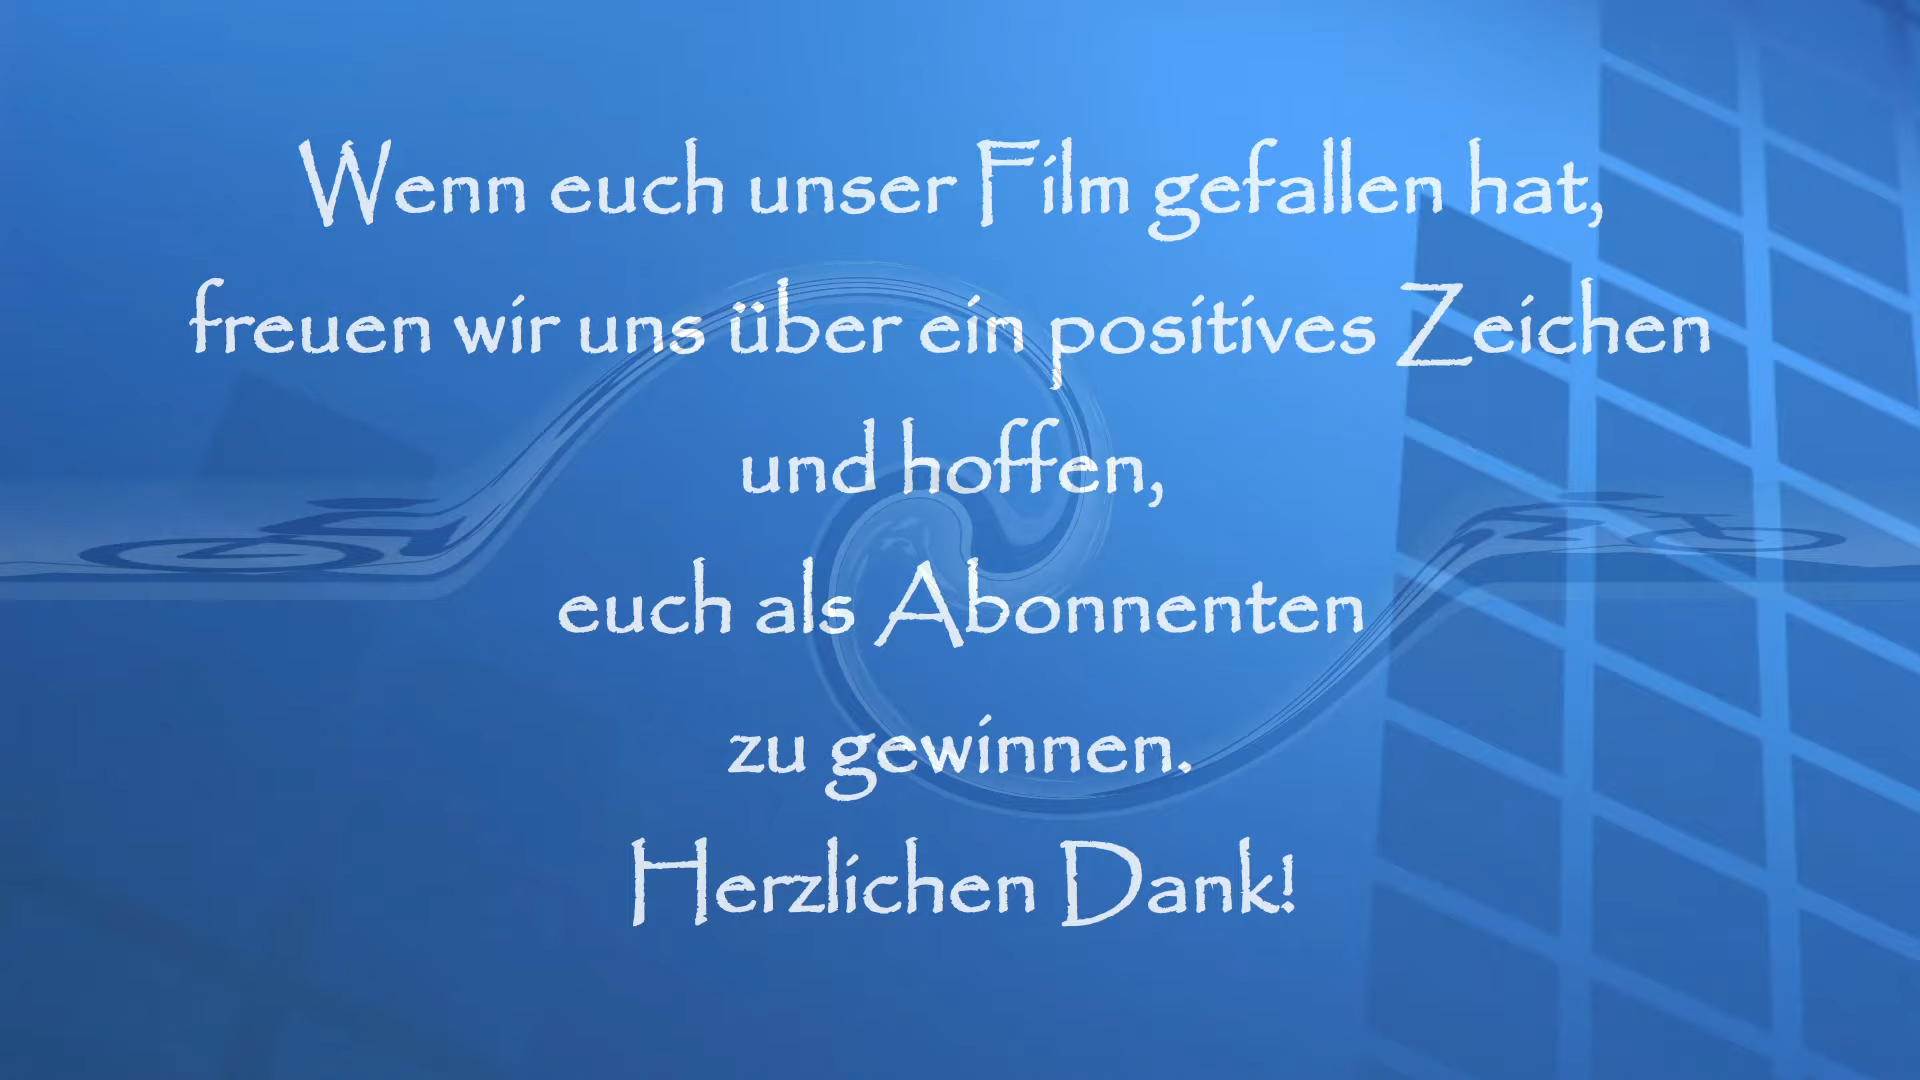 Wenn euch unser Film gefallen hat,
freuen wir uns über ein positives Zeichen
und hoffen,
euch als Abonnenten
zu gewinnen.
Herzlichen Dank!